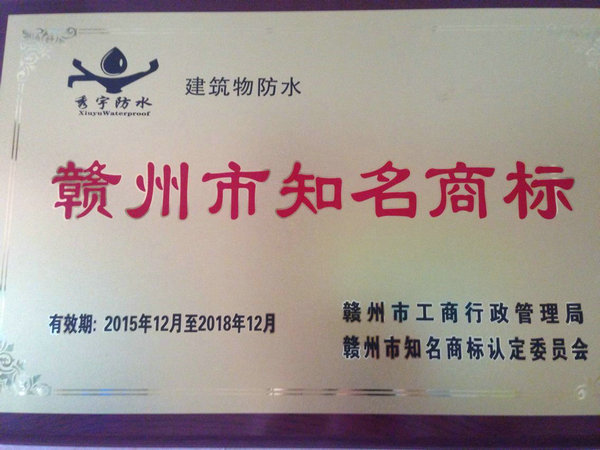 秀宇防水
XiuyuWaterproof
建筑物防水
赣州市知名商标
有效期: 2015年12月至2018年12月
赣州市工商行政管理局
赣州市知名商标认定委员会